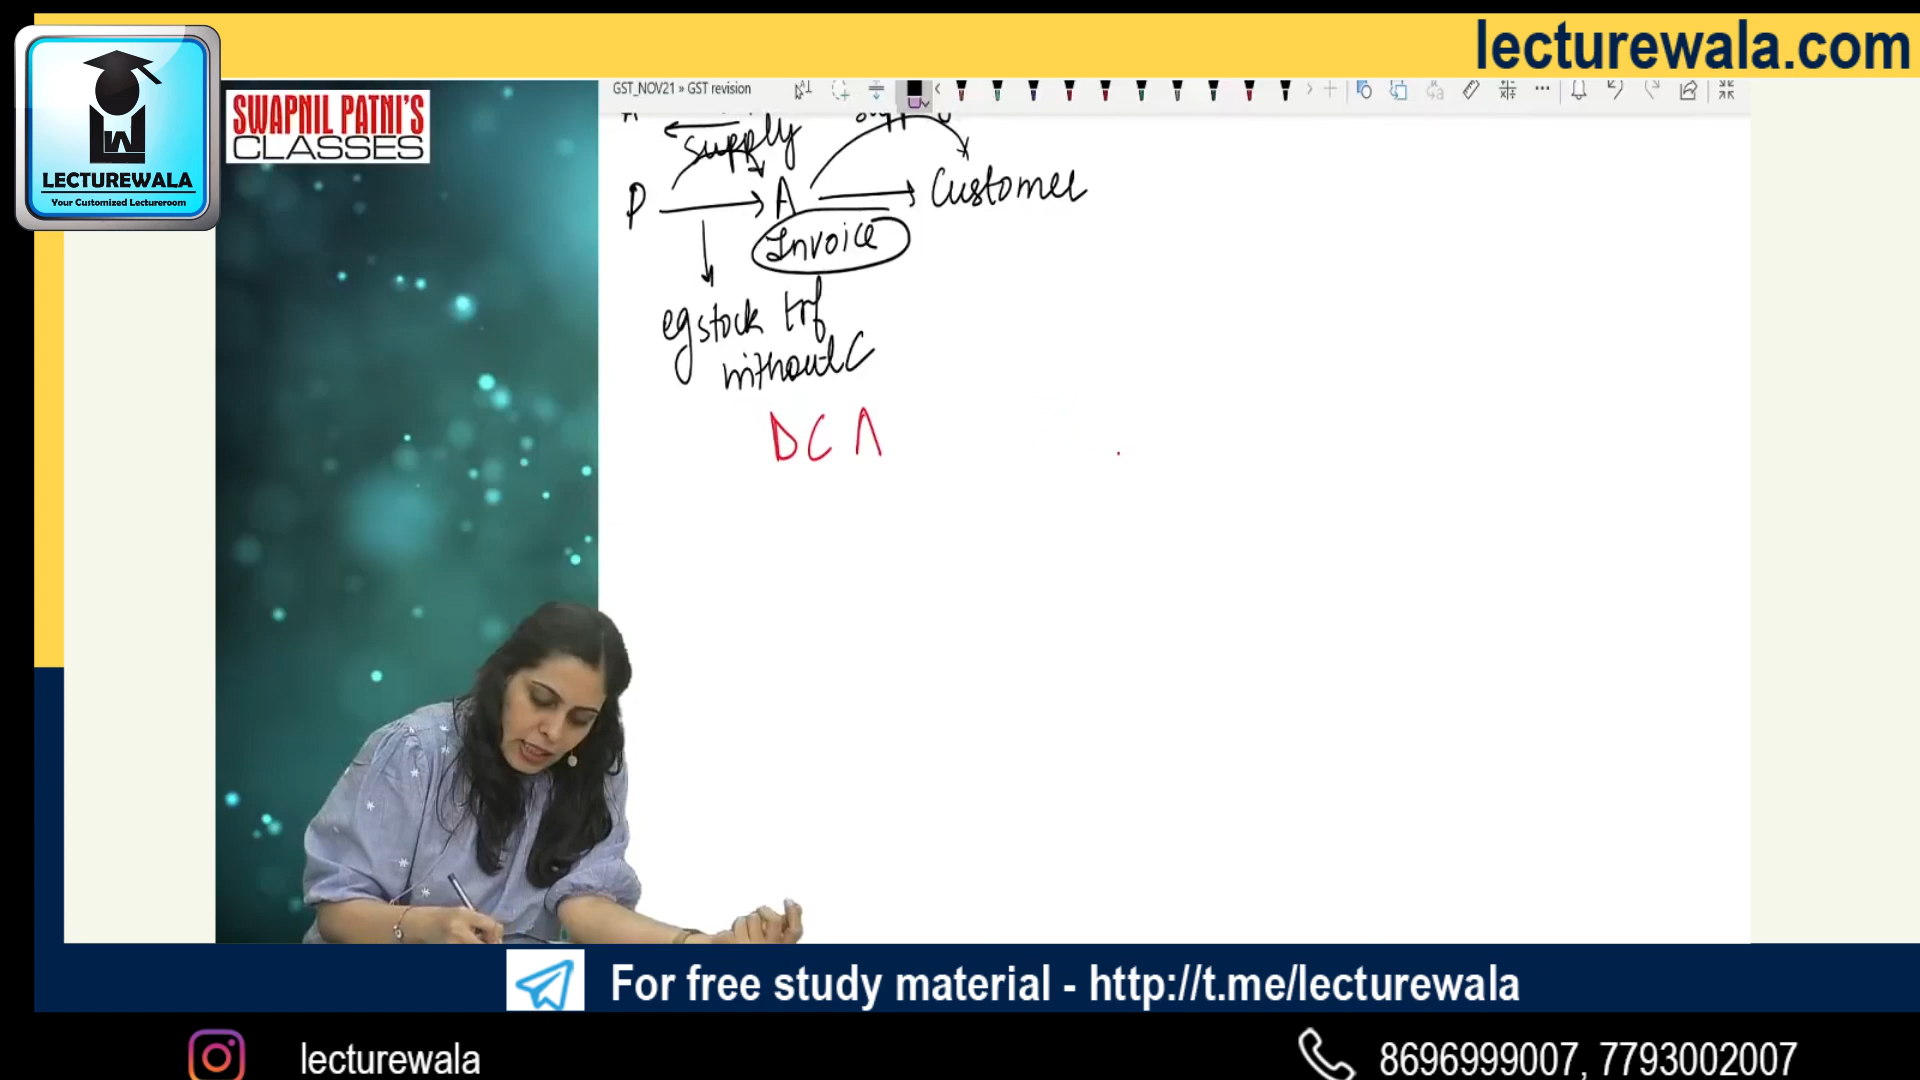 lecturewala.com
GST_NOV21 » GST revision
SWAPNIL PATNI'S
CLASSES
LECTUREWALA
Your Customized Lectureroom
supply
P A Customer
Invoice
eg stock trf
without C
D C A
For free study material - http://t.me/lecturewala
lecturewala
8696999007, 7793002007